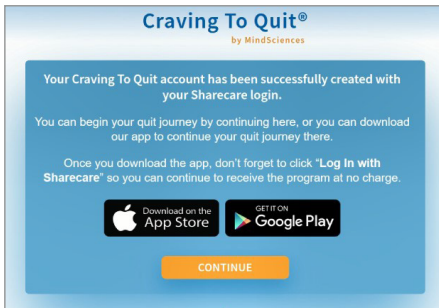 Craving To Quit®
by MindSciences
Your Craving To Quit account has been successfully created with
your Sharecare login.
You can begin your quit journey by continuing here, or you can download
our app to continue your quit journey there.
Once you download the app, don't forget to click “Log In with
Sharecare” so you can continue to receive the program at no charge.
Download on the
App Store
GET IT ON
Google Play
CONTINUE